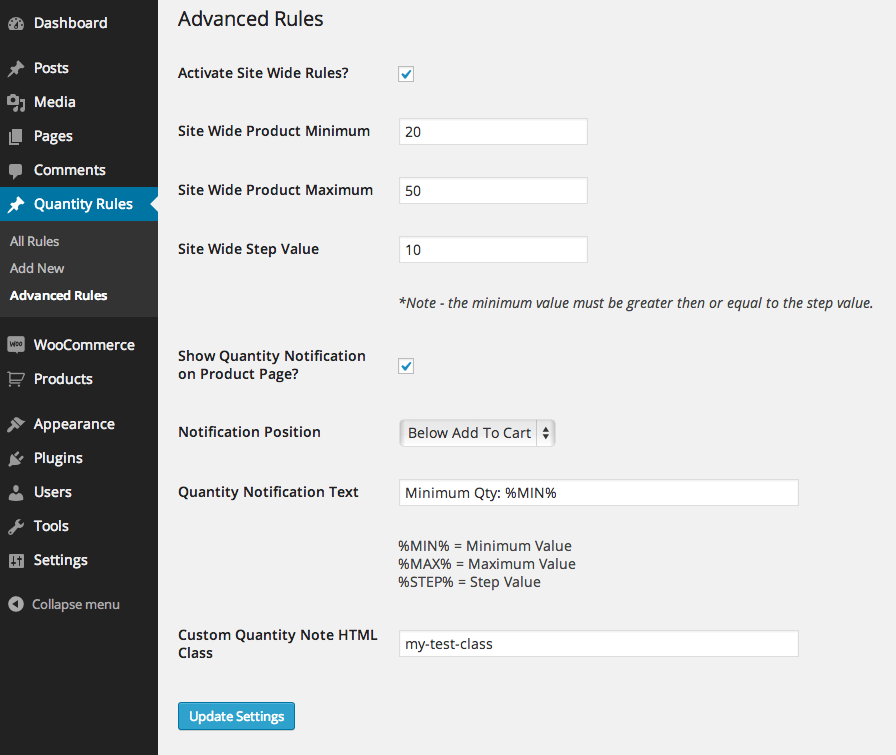 Dashboard
Posts
Media
Pages
Comments
Quantity Rules
All Rules
Add New
Advanced Rules
WOO WooCommerce
Products
Appearance
Plugins
Users
Tools
Settings
Collapse menu
Advanced Rules
Activate Site Wide Rules?
Site Wide Product Minimum 20
Site Wide Product Maximum 50
Site Wide Step Value 10
*Note - the minimum value must be greater then or equal to the step value.
Show Quantity Notification
on Product Page?
Notification Position Below Add To Cart
Quantity Notification Text Minimum Qty: %MIN%
%MIN% = Minimum Value
%MAX% = Maximum Value
%STEP% = Step Value
Custom Quantity Note HTML
Class
my-test-class
Update Settings